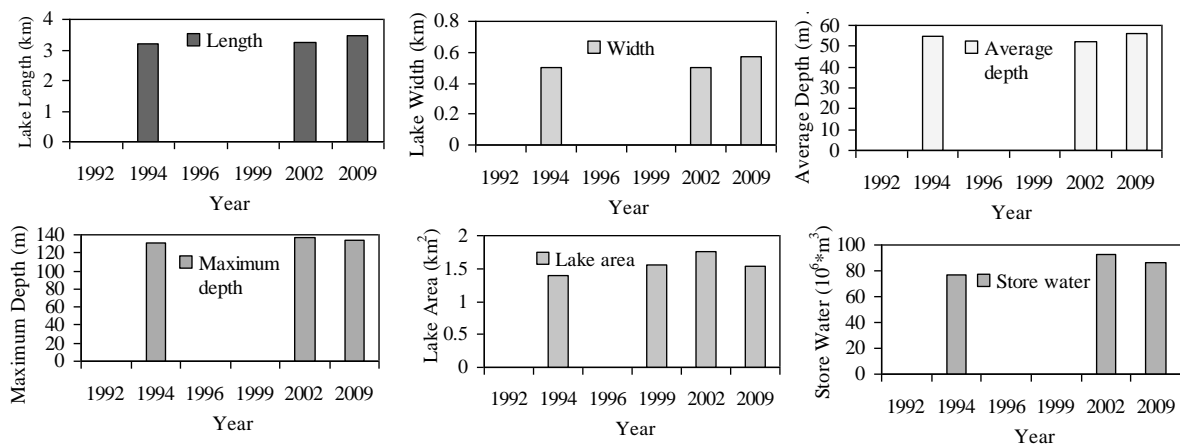 Lake Length (km)
4
3
2
1
0
Length
1992 1994 1996 1999 2002 2009
Year
Lake Width (km)
0.8
0.6
0.4
0.2
0
Width
1992 1994 1996 1999 2002 2009
Year
Average Depth (m) .
60
50
40
30
20
10
0
Average
depth
1992 1994 1996 1999 2002 2009
Year
Maximum Depth (m)
140
120
100
80
60
40
20
0
Maximum
depth
1992 1994 1996 1999 2002 2009
Year
Lake Area (km²)
2
1.5
1
0.5
0
Lake area
1992 1994 1996 1999 2002 2009
Year
Store Water (10⁶*m³)
100
80
60
40
20
0
Store water
1992 1994 1996 1999 2002 2009
Year